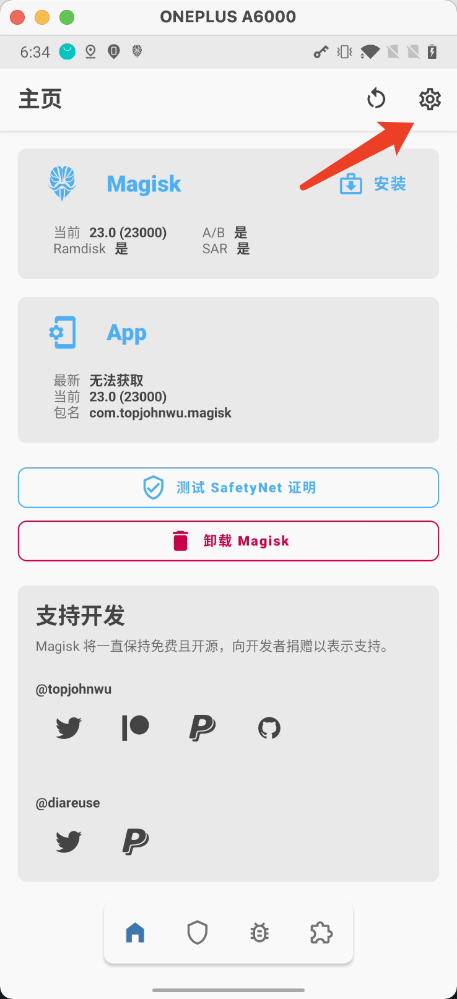 ONEPLUS A6000
6:34
主页
Magisk
安装
当前 23.0 (23000) A/B 是
Ramdisk 是 SAR 是
App
最新 无法获取
当前 23.0 (23000)
包名 com.topjohnwu.magisk
测试 SafetyNet 证明
卸载 Magisk
支持开发
Magisk 将一直保持免费且开源，向开发者捐赠以表示支持。
@topjohnwu
@diareuse